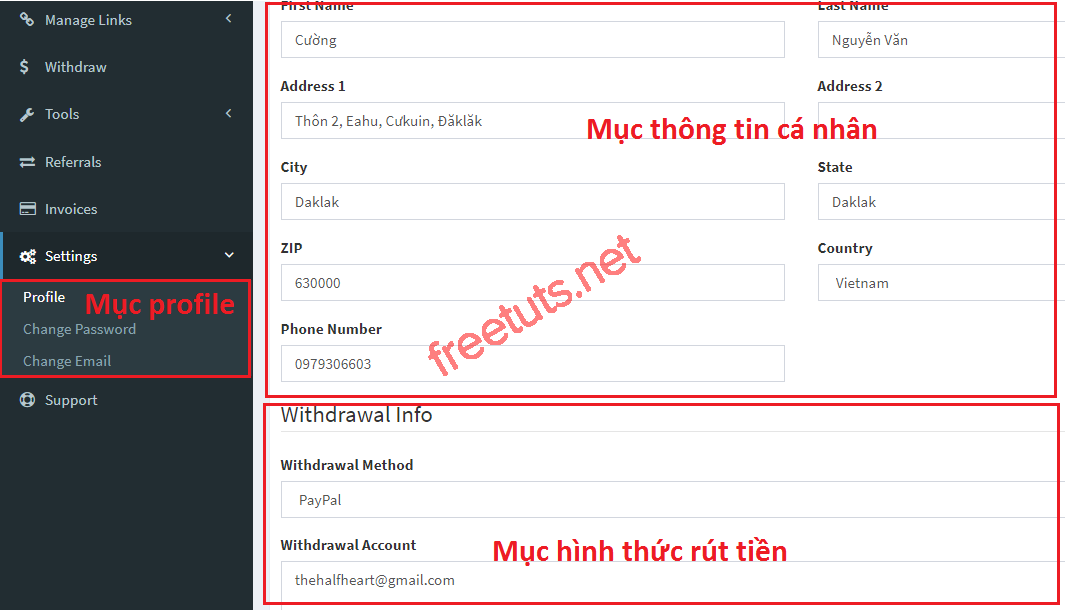 Manage Links
Withdraw
Tools
Referrals
Invoices
Settings
Profile
Mục profile
Change Password
Change Email
Support
First Name
Last Name
Cường
Nguyễn Văn
Address 1
Address 2
Thôn 2, Eahu, Cưkuin, Đăklăk
Mục thông tin cá nhân
City
State
Daklak
Daklak
ZIP
Country
630000
Vietnam
freetuts.net
Phone Number
0979306603
Withdrawal Info
Withdrawal Method
PayPal
Withdrawal Account
Mục hình thức rút tiền
thehalfheart@gmail.com